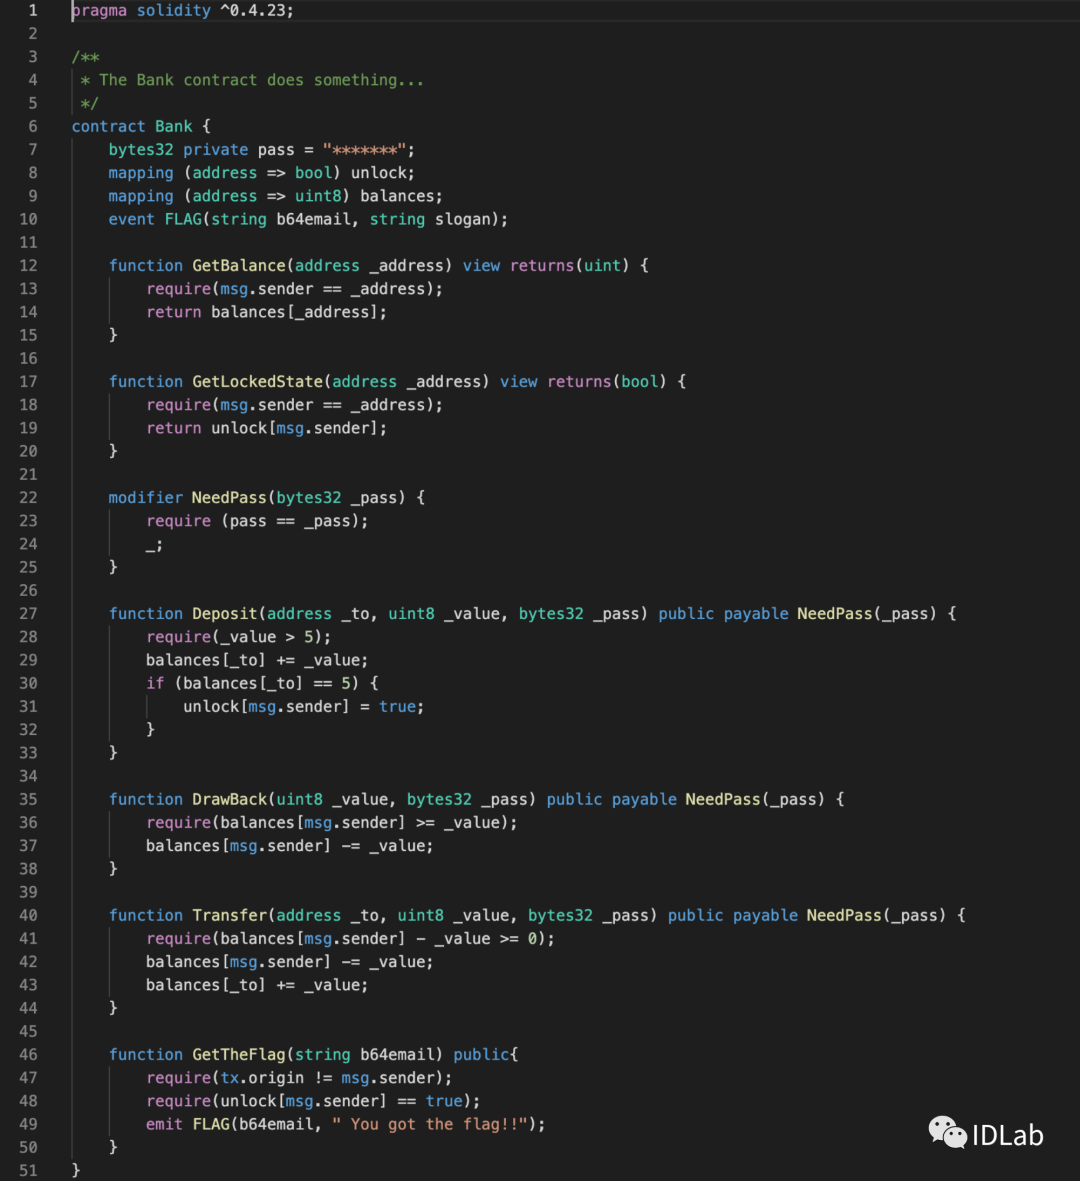 1 pragma solidity ^0.4.23;
2
3 /**
4  * The Bank contract does something...
5  */
6 contract Bank {
7     bytes32 private pass = "*******";
8     mapping (address => bool) unlock;
9     mapping (address => uint8) balances;
10     event FLAG(string b64email, string slogan);
11
12     function GetBalance(address _address) view returns(uint) {
13         require(msg.sender == _address);
14         return balances[_address];
15     }
16
17     function GetLockedState(address _address) view returns(bool) {
18         require(msg.sender == _address);
19         return unlock[msg.sender];
20     }
21
22     modifier NeedPass(bytes32 _pass) {
23         require (pass == _pass);
24         _;
25     }
26
27     function Deposit(address _to, uint8 _value, bytes32 _pass) public payable NeedPass(_pass) {
28         require(_value > 5);
29         balances[_to] += _value;
30         if (balances[_to] == 5) {
31             unlock[msg.sender] = true;
32         }
33     }
34
35     function DrawBack(uint8 _value, bytes32 _pass) public payable NeedPass(_pass) {
36         require(balances[msg.sender] >= _value);
37         balances[msg.sender] -= _value;
38     }
39
40     function Transfer(address _to, uint8 _value, bytes32 _pass) public payable NeedPass(_pass) {
41         require(balances[msg.sender] - _value >= 0);
42         balances[msg.sender] -= _value;
43         balances[_to] += _value;
44     }
45
46     function GetTheFlag(string b64email) public{
47         require(tx.origin != msg.sender);
48         require(unlock[msg.sender] == true);
49         emit FLAG(b64email, " You got the flag!!");
50     }
51 }
IDLab